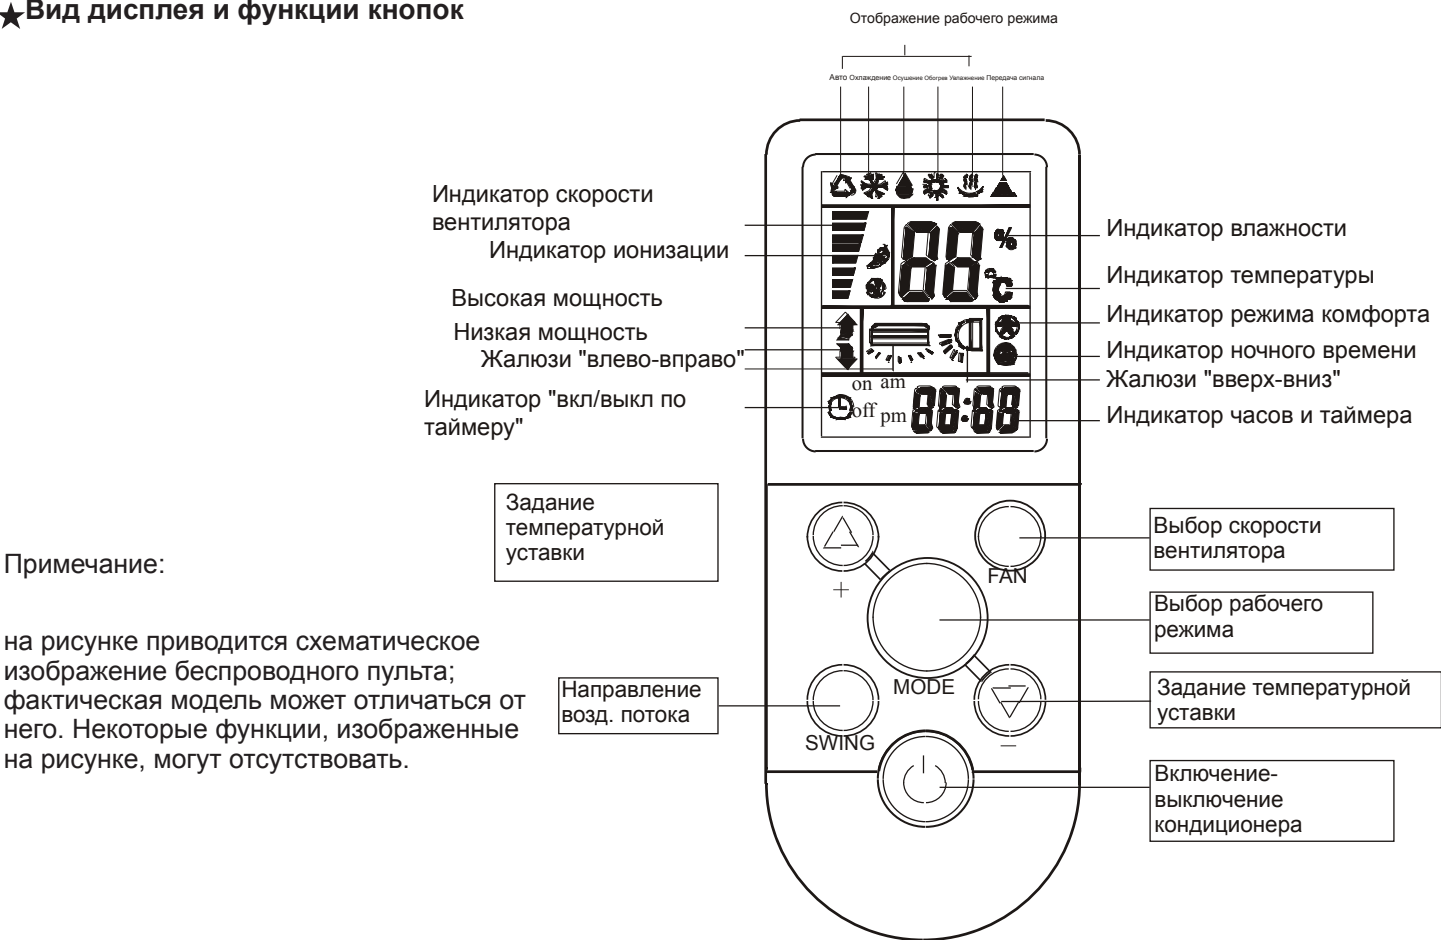 ★Вид дисплея и функции кнопок
Отображение рабочего режима
Авто Охлаждение Осушение Обогрев Увлажнение Передача сигнала
Индикатор скорости
вентилятора
Индикатор ионизации
Высокая мощность
Низкая мощность
Жалюзи "влево-вправо"
Индикатор "вкл/выкл по
таймеру"
88 %
°C
on am
off pm 88:88
Индикатор влажности
Индикатор температуры
Индикатор режима комфорта
Индикатор ночного времени
Жалюзи "вверх-вниз"
Индикатор часов и таймера
Задание
температурной
уставки
+
FAN
MODE
SWING
–
Выбор скорости
вентилятора
Выбор рабочего
режима
Направление
возд. потока
Задание температурной
уставки
Включение-
выключение
кондиционера
Примечание:
на рисунке приводится схематическое
изображение беспроводного пульта;
фактическая модель может отличаться от
него. Некоторые функции, изображенные
на рисунке, могут отсутствовать.